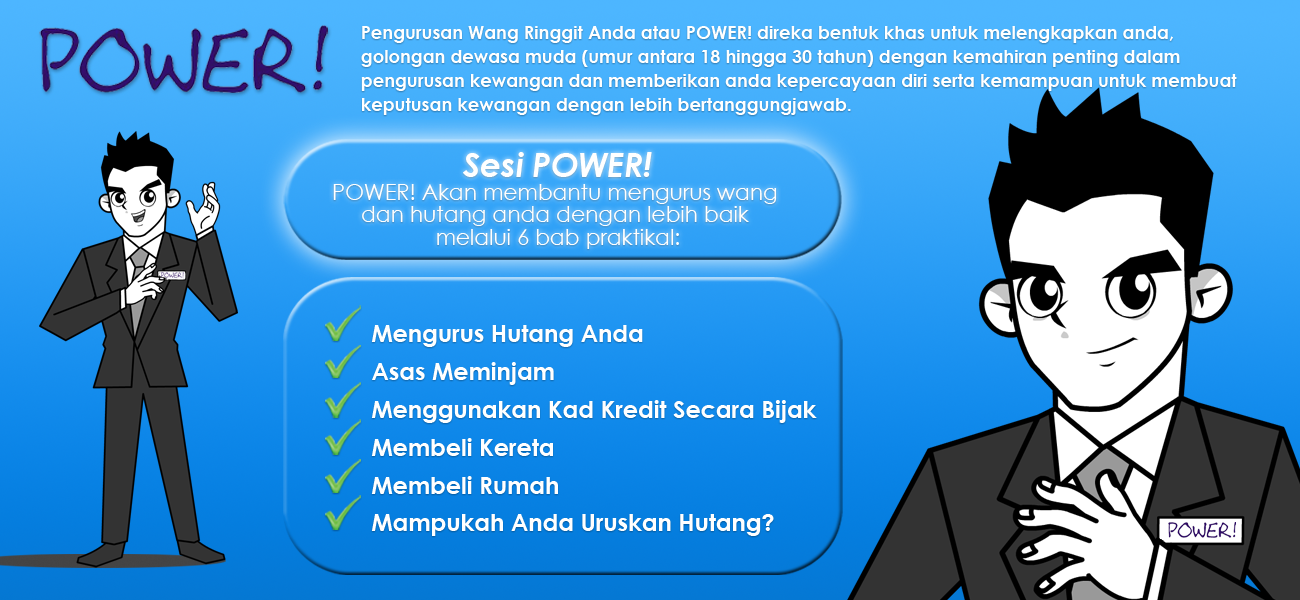 POWER!
Pengurusan Wang Ringgit Anda atau POWER! direka bentuk khas untuk melengkapkan anda,
golongan dewasa muda (umur antara 18 hingga 30 tahun) dengan kemahiran penting dalam
pengurusan kewangan dan memberikan anda kepercayaan diri serta kemampuan untuk membuat
keputusan kewangan dengan lebih bertanggungjawab.
Sesi POWER!
POWER! Akan membantu mengurus wang
dan hutang anda dengan lebih baik
melalui 6 bab praktikal:
Mengurus Hutang Anda
Asas Meminjam
Menggunakan Kad Kredit Secara Bijak
Membeli Kereta
Membeli Rumah
Mampukah Anda Uruskan Hutang?
POWER!
POWER!